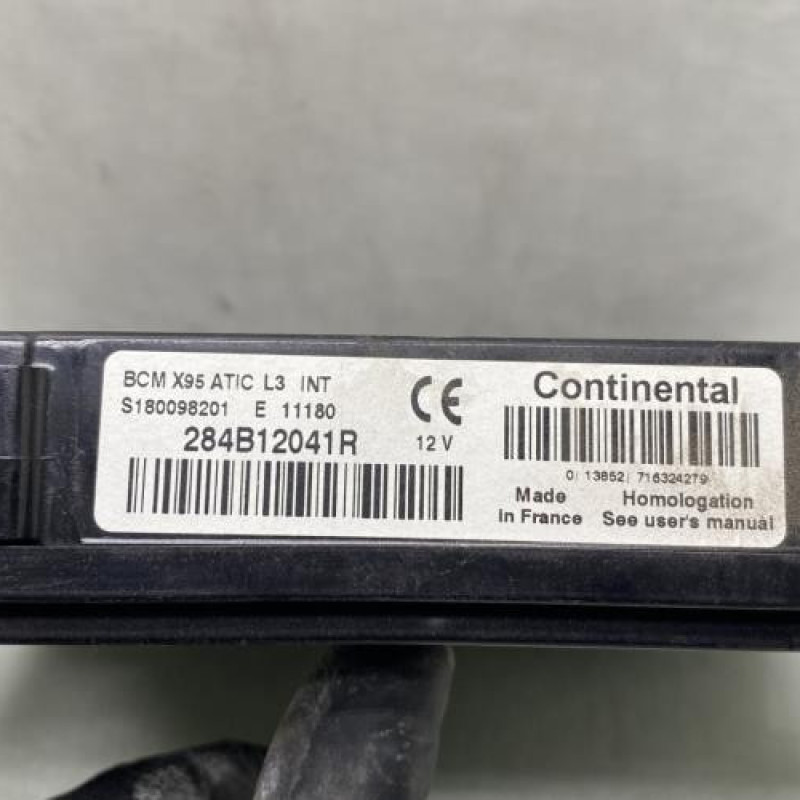 BCM X95 ATIC L3 INT
S180098201 E 11180
284B12041R
CE
12 V
Continental
0| 13852| 716324279
Made
in France
Homologation
See user's manual